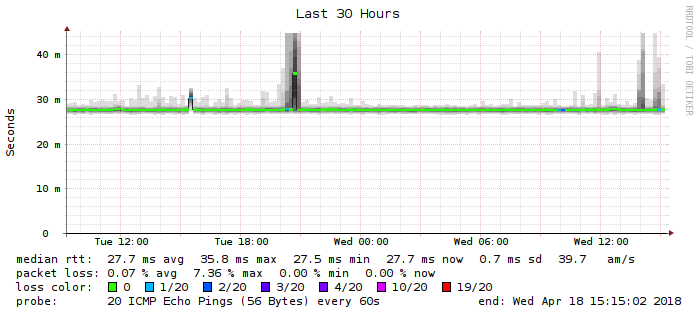 Last 30 Hours
RRDTOOL / TOBI OETIKER
Seconds
40 m
30 m
20 m
10 m
0
Tue 12:00 Tue 18:00 Wed 00:00 Wed 06:00 Wed 12:00
median rtt: 27.7 ms avg 35.8 ms max 27.5 ms min 27.7 ms now 0.7 ms sd 39.7 am/s
packet loss: 0.07 % avg 7.36 % max 0.00 % min 0.00 % now
loss color: 0 1/20 2/20 3/20 4/20 10/20 19/20
probe: 20 ICMP Echo Pings (56 Bytes) every 60s end: Wed Apr 18 15:15:02 2018